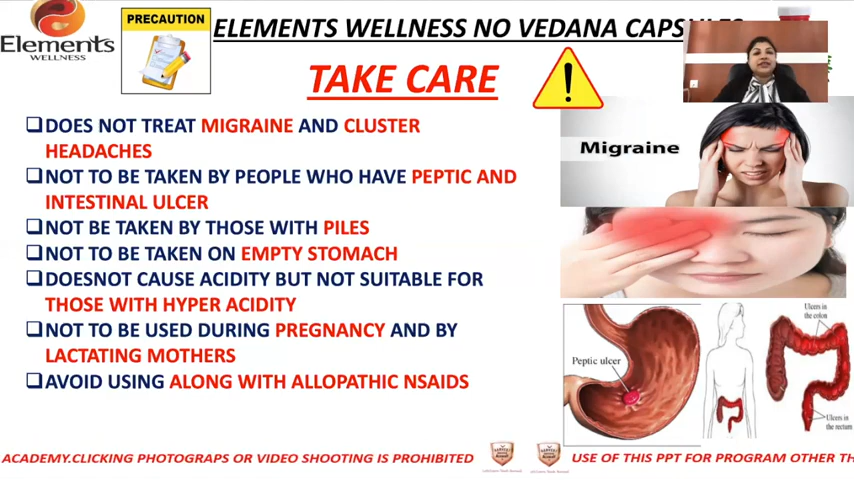 PRECAUTION
Elements
WELLNESS
ELEMENTS WELLNESS NO VEDANA CAPSULES
TAKE CARE
DOES NOT TREAT MIGRAINE AND CLUSTER
HEADACHES
NOT TO BE TAKEN BY PEOPLE WHO HAVE PEPTIC AND
INTESTINAL ULCER
NOT BE TAKEN BY THOSE WITH PILES
NOT TO BE TAKEN ON EMPTY STOMACH
DOESNOT CAUSE ACIDITY BUT NOT SUITABLE FOR
THOSE WITH HYPER ACIDITY
NOT TO BE USED DURING PREGNANCY AND BY
LACTATING MOTHERS
AVOID USING ALONG WITH ALLOPATHIC NSAIDS
Migraine
Peptic ulcer
Ulcers in
the colon
Ulcers in
the rectum
ACADEMY.CLICKING PHOTOGRAPS OR VIDEO SHOOTING IS PROHIBITED
USE OF THIS PPT FOR PROGRAM OTHER TH